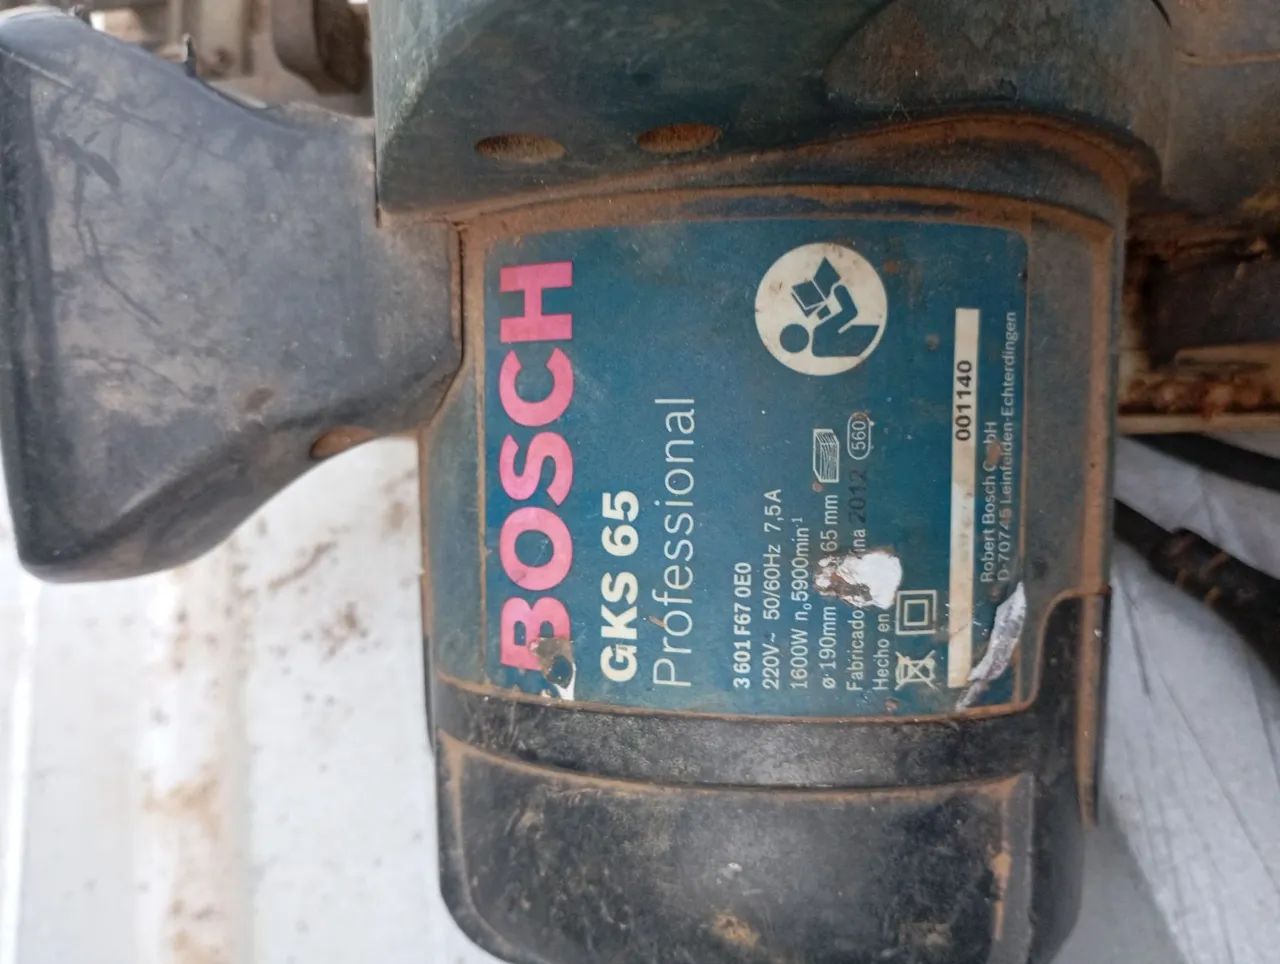 BOSCH
GKS 65
Professional
3 601 F67 0E0
220V~ 50/60Hz 7,5A
1600W n₀5900min⁻¹
ø 190mm 65 mm
Fabricado 2012 560
Hecho en
001140
Robert Bosch
D-70745 Leinfelden-Echterdingen